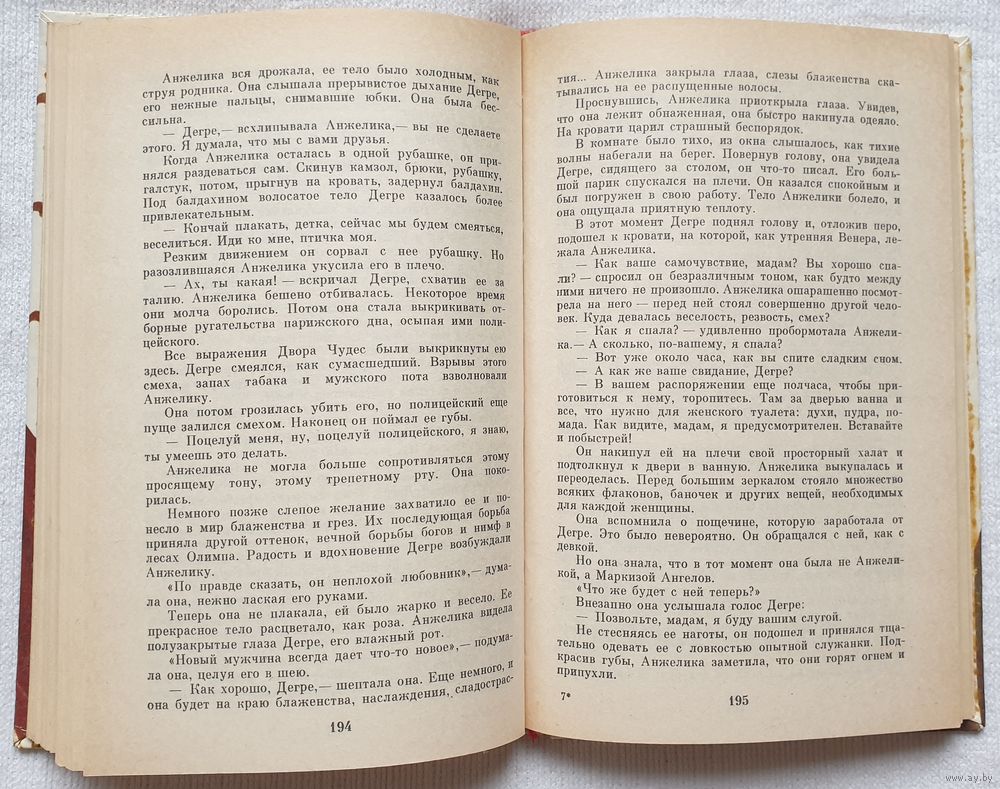 Анжелика вся дрожала, ее тело было холодным, как
струя родника. Она слышала прерывистое дыхание Дегре,
его нежные пальцы, снимавшие юбки. Она была бес-
сильна.
— Дегре,— всхлипывала Анжелика,— вы не сделаете
этого. Я думала, что мы с вами друзья.
Когда Анжелика осталась в одной рубашке, он при-
нялся раздеваться сам. Скинув камзол, брюки, рубашку,
галстук, потом, прыгнув на кровать, задернул балдахин.
Под балдахином волосатое тело Дегре казалось более
привлекательным.
— Кончай плакать, детка, сейчас мы будем смеяться,
веселиться. Иди ко мне, птичка моя.
Резким движением он сорвал с нее рубашку. Но
разозлившаяся Анжелика укусила его в плечо.
— Ах, ты какая! — вскричал Дегре, схватив ее за
талию. Анжелика бешено отбивалась. Некоторое время
они молча боролись. Потом она стала выкрикивать от-
борные ругательства парижского дна, осыпая ими поли-
цейского.
Все выражения Двора Чудес были выкрикнуты ею
здесь. Дегре смеялся, как сумасшедший. Взрывы этого
смеха, запах табака и мужского пота взволновали
Анжелику.
Она потом грозилась убить его, но полицейский еще
пуще залился смехом. Наконец он поймал ее губы.
— Поцелуй меня, ну, поцелуй полицейского, я знаю,
ты умеешь это делать.
Анжелика не могла больше сопротивляться этому
просящему тону, этому трепетному рту. Она поко-
рилась.
Немного позже слепое желание захватило ее и по-
несло в мир блаженства и грез. Их последующая борьба
приняла другой оттенок, вечной борьбы богов и нимф в
лесах Олимпа. Радость и вдохновение Дегре возбуждали
Анжелику.
«По правде сказать, он неплохой любовник»,— дума-
ла она, нежно лаская его руками.
Теперь она не плакала, ей было жарко и весело. Ее
прекрасное тело расцветало, как роза. Анжелика видела
полузакрытые глаза Дегре, его влажный рот.
«Новый мужчина всегда дает что-то новое»,— подума-
ла она, целуя его в шею.
— Как хорошо, Дегре,— шептала она. Еще немного, и
она будет на краю блаженства, наслаждения, сладострас-
194
тия... Анжелика закрыла глаза, слезы блаженства ска-
тывались на ее распущенные волосы.
Проснувшись, Анжелика приоткрыла глаза. Увидев,
что она лежит обнаженная, она быстро накинула одеяло.
На кровати царил страшный беспорядок.
В комнате было тихо, из окна слышалось, как тихие
волны набегали на берег. Повернув голову, она увидела
Дегре, сидящего за столом, он что-то писал. Его боль-
шой парик спускался на плечи. Он казался спокойным и
был погружен в свою работу. Тело Анжелики болело, и
она ощущала приятную теплоту.
В этот момент Дегре поднял голову и, отложив перо,
подошел к кровати, на которой, как утренняя Венера, ле-
жала Анжелика.
— Как ваше самочувствие, мадам? Вы хорошо спа-
ли? — спросил он безразличным тоном, как будто между
ними ничего не произошло. Анжелика ошарашенно посмот-
рела на него — перед ней стоял совершенно другой че-
век. Куда девалась веселость, резвость, смех?
— Как я спала? — удивленно пробормотала Анжели-
ка.— А сколько, по-вашему, я спала?
— Вот уже около часа, как вы спите сладким сном.
— А как же ваше свидание, Дегре?
— В вашем распоряжении еще полчаса, чтобы при-
готовиться к нему, торопитесь. Там за дверью ванна и
все, что нужно для женского туалета: духи, пудра, по-
мада. Как видите, мадам, я предусмотрителен. Вставайте
и побыстрей!
Он накинул ей на плечи свой просторный халат и
подтолкнул к двери в ванную. Анжелика выкупалась и
переоделась. Перед большим зеркалом стояло множество
всяких флаконов, баночек и других вещей, необходимых
для каждой женщины.
Она вспомнила о пощечине, которую заработала от
Дегре. Это было невероятно. Он обращался с ней, как с
девкой.
Но она знала, что в тот момент она была не Анжели-
кой, а Маркизой Ангелов.
«Что же будет с ней теперь?»
Внезапно она услышала голос Дегре:
— Позвольте, мадам, я буду вашим слугой.
Не стесняясь ее наготы, он подошел и принялся тща-
тельно одевать ее с ловкостью опытной служанки. Под-
красив губы, Анжелика заметила, что они горят огнем и
припухли.
7*
195
www.ay.by